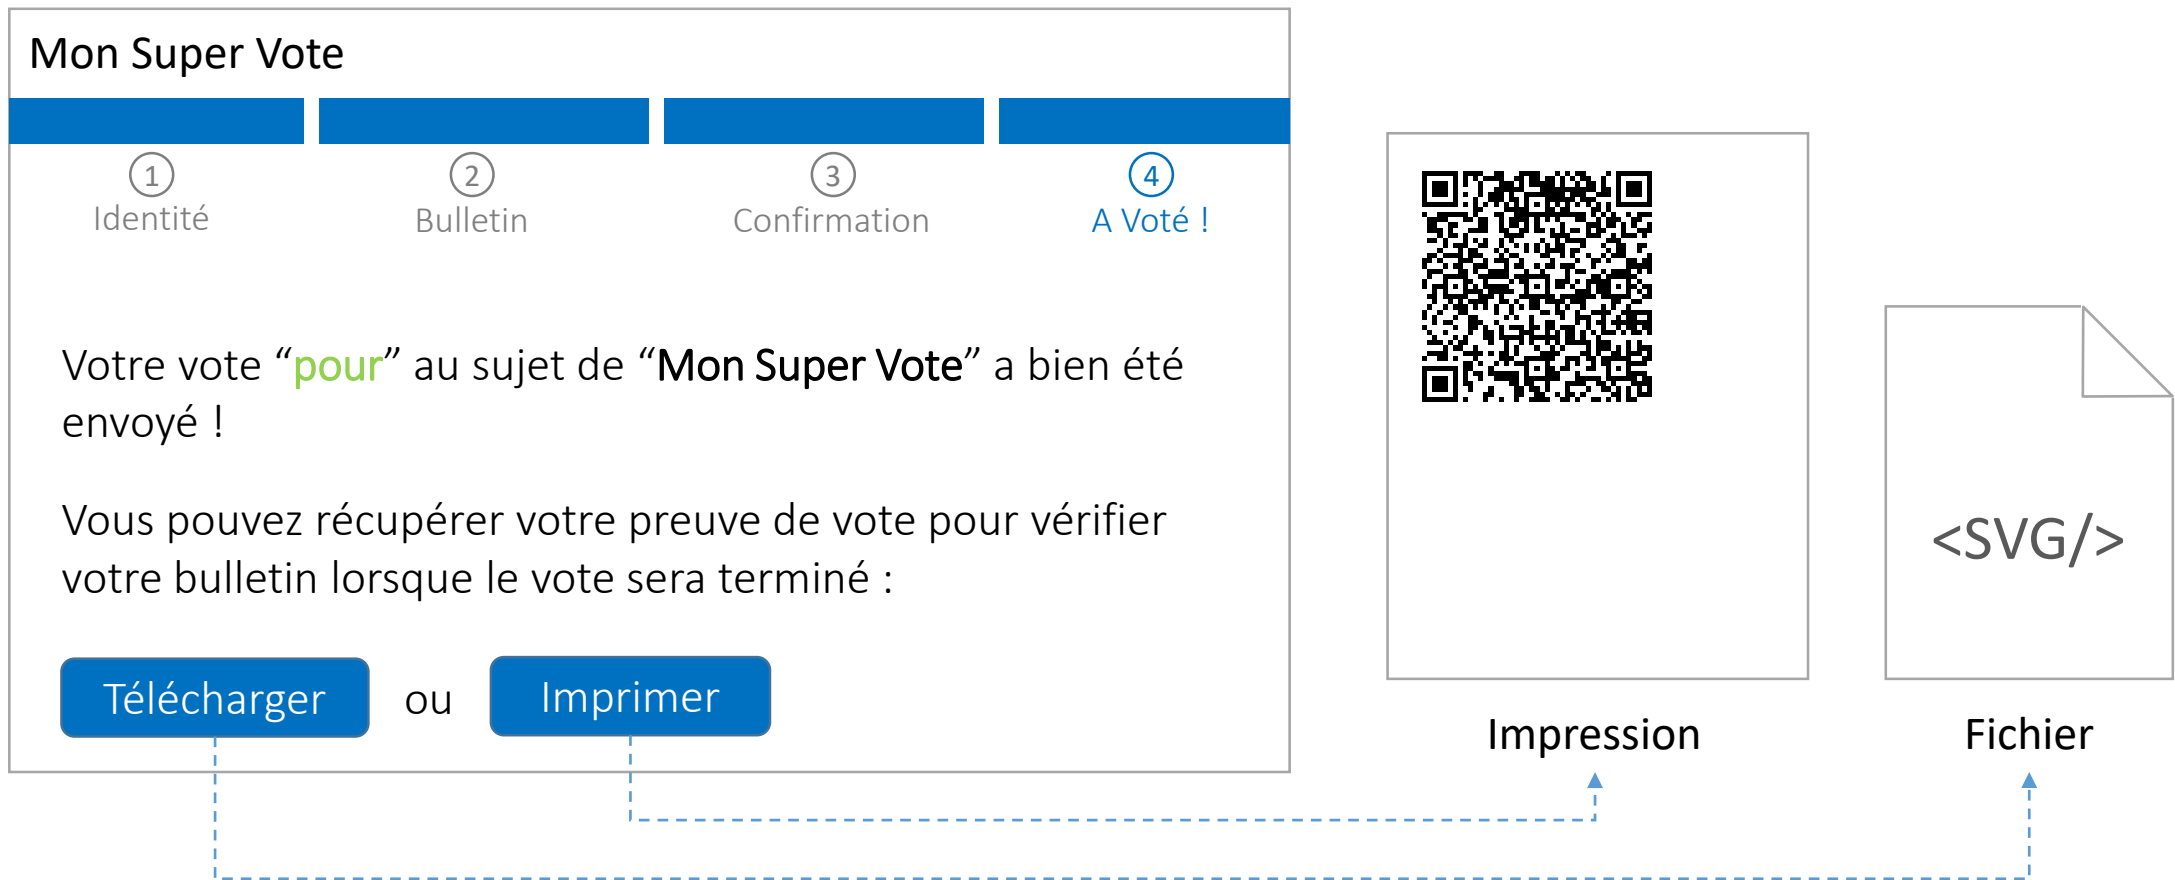 Mon Super Vote
1
Identité
2
Bulletin
3
Confirmation
4
A Voté !
Votre vote “pour” au sujet de “Mon Super Vote” a bien été
envoyé !
Vous pouvez récupérer votre preuve de vote pour vérifier
votre bulletin lorsque le vote sera terminé :
Télécharger ou Imprimer
<SVG/>
Impression
Fichier